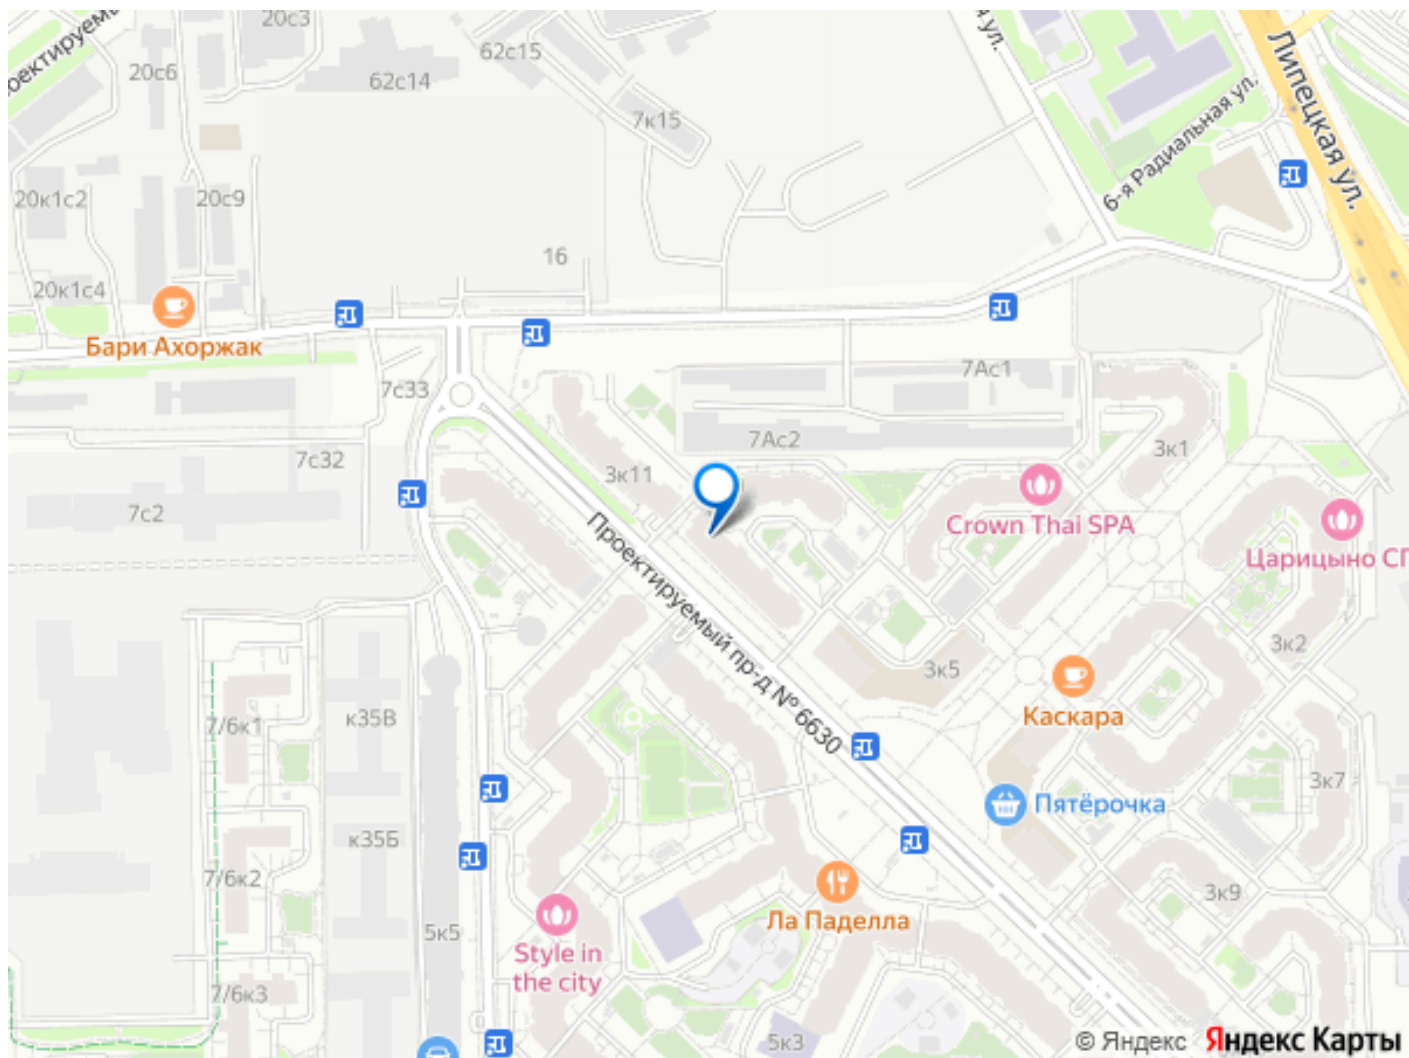 20с3
62с15
20с6
62с14
7к15
Липецкая ул.
6-я Радиальная ул.
20к1с2
20с9
16
20к1с4
Бари Ахоржак
7с33
7Ас1
7Ас2
3к1
7с32
3к11
7с2
Crown Thai SPA
Царицыно СП
Проектируемый пр-д № 6630
3к5
3к2
7/6к1
к35В
Каскара
3к7
Пятёрочка
к35Б
7/6к2
3к9
Ла Паделла
5к5
Style in
the city
7/6к3
5к3
© Яндекс Яндекс Карты